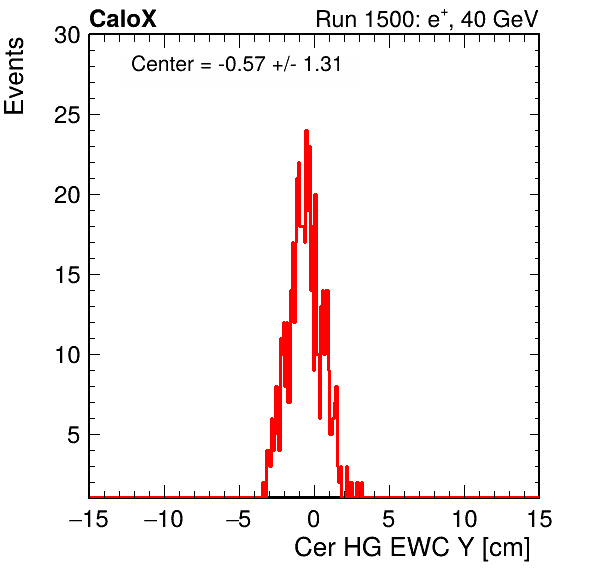 CaloX Run 1500: e⁺, 40 GeV
Events
30
Center = -0.57 +/- 1.31
25
20
15
10
5
−15 −10 −5 0 5 10 15
Cer HG EWC Y [cm]